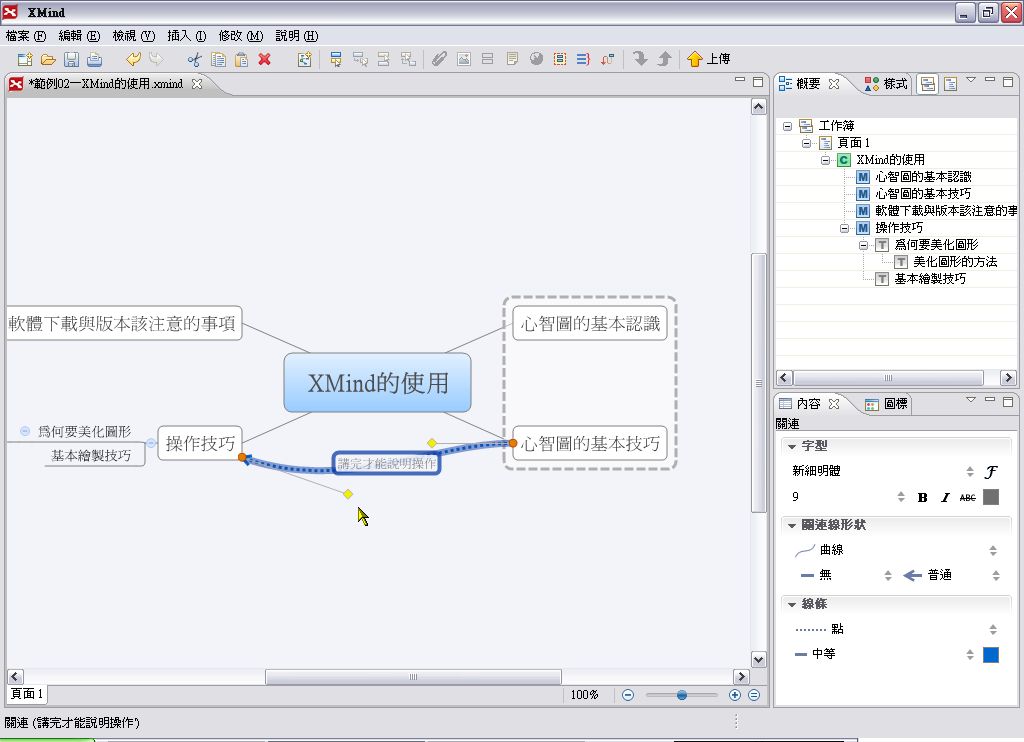 XMind
檔案 (F) 編輯 (E) 檢視 (V) 插入 (I) 修改 (M) 說明 (H)
上傳
*範例02一XMind的使用.xmind
軟體下載與版本該注意的事項
心智圖的基本認識
XMind的使用
為何要美化圖形
操作技巧
基本繪製技巧
心智圖的基本技巧
講完才能說明操作
頁面 1
100%
關連 (講完才能說明操作')
概要 樣式
工作簿
頁面 1
C XMind的使用
M 心智圖的基本認識
M 心智圖的基本技巧
M 軟體下載與版本該注意的事
M 操作技巧
T 為何要美化圖形
T 美化圖形的方法
T 基本繪製技巧
內容 圖標
關連
字型
新細明體 F
9 B I ABC
關連線形狀
曲線
無 普通
線條
點
中等